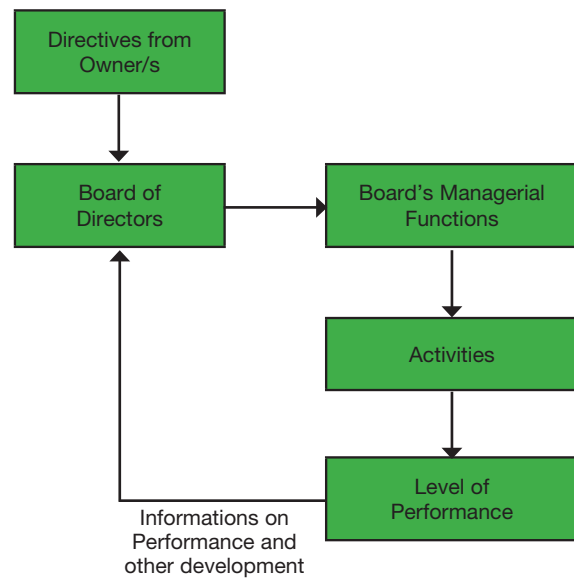 Directives from
Owner/s
Board of
Directors
Board’s Managerial
Functions
Activities
Level of
Performance
Informations on
Performance and
other development